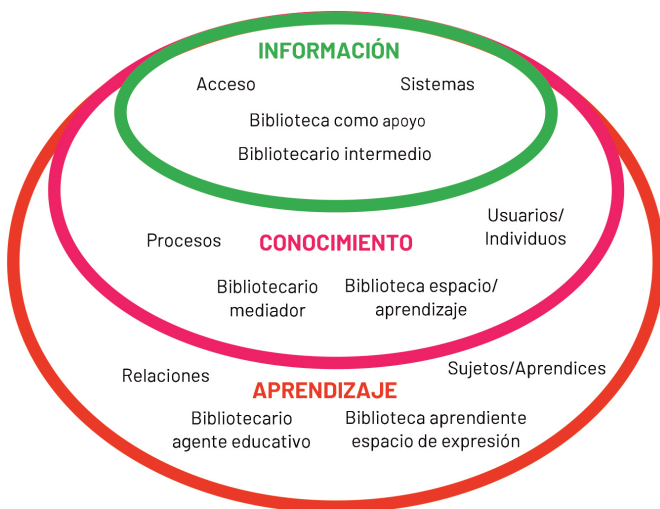 INFORMACIÓN
Acceso
Sistemas
Biblioteca como apoyo
Bibliotecario intermedio
Procesos
CONOCIMIENTO
Usuarios/
Individuos
Bibliotecario
mediador
Biblioteca espacio/
aprendizaje
Relaciones
APRENDIZAJE
Sujetos/Aprendices
Bibliotecario
agente educativo
Biblioteca aprendiente
espacio de expresión